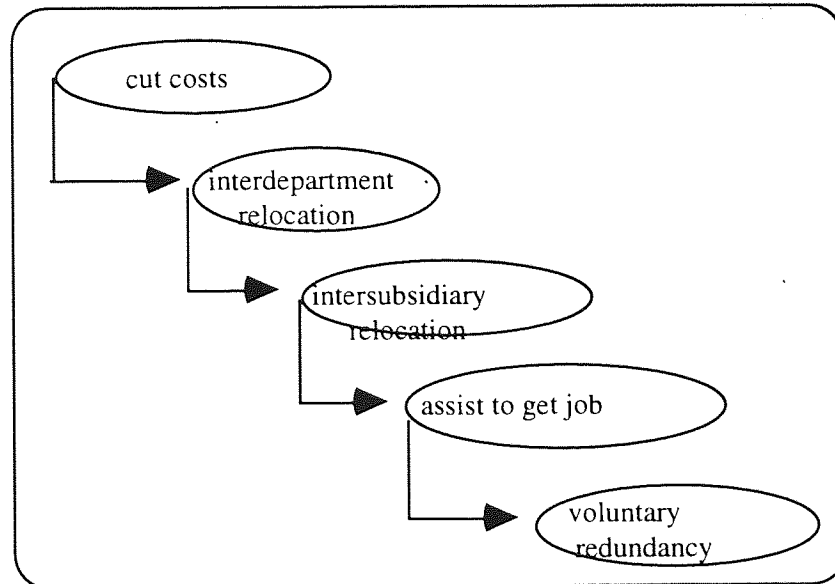 cut costs
interdepartment
relocation
intersubsidiary
relocation
assist to get job
voluntary
redundancy